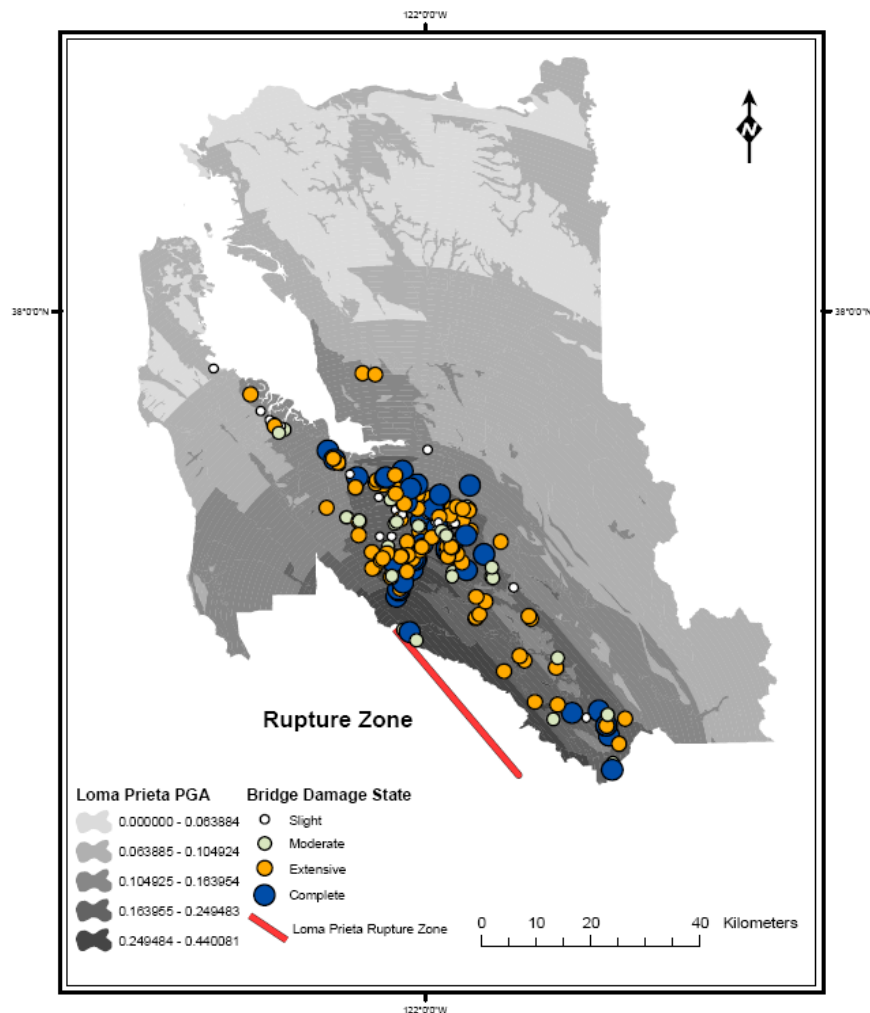 122°0'0"W
N
38°0'0"N
38°0'0"N
Rupture Zone
Loma Prieta PGA
0.000000 - 0.063884
0.063885 - 0.104924
0.104925 - 0.163954
0.163955 - 0.249483
0.249484 - 0.440081
Bridge Damage State
Slight
Moderate
Extensive
Complete
Loma Prieta Rupture Zone
0 10 20 40 Kilometers
122°0'0"W